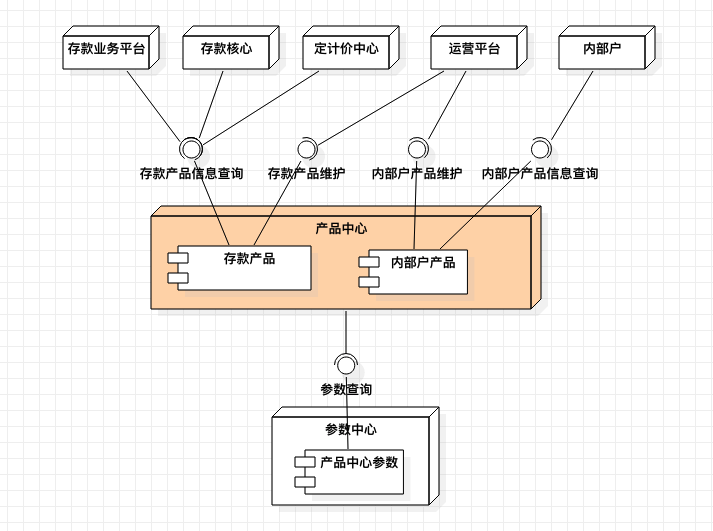 存款业务平台
存款核心
定计价中心
运营平台
内部户
存款产品信息查询
存款产品维护
内部户产品维护
内部户产品信息查询
产品中心
存款产品
内部户产品
参数查询
参数中心
产品中心参数